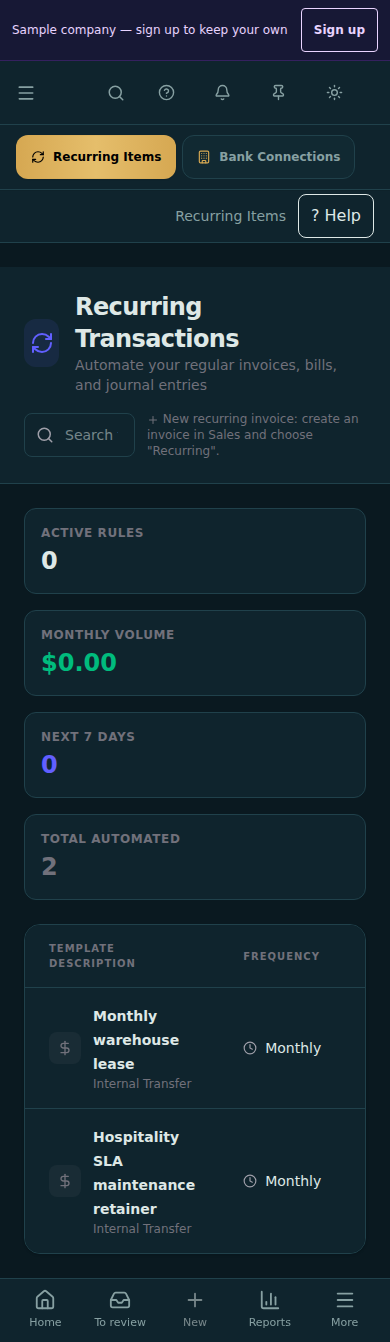 Sample company — sign up to keep your own
Sign up
Recurring Items
Bank Connections
Recurring Items
? Help
Recurring
Transactions
Automate your regular invoices, bills,
and journal entries
Search
+ New recurring invoice: create an
invoice in Sales and choose
"Recurring".
ACTIVE RULES
0
MONTHLY VOLUME
$0.00
NEXT 7 DAYS
0
TOTAL AUTOMATED
2
TEMPLATE
DESCRIPTION
FREQUENCY
Monthly
warehouse
lease
Internal Transfer
Monthly
Hospitality
SLA
maintenance
retainer
Internal Transfer
Monthly
Home
To review
New
Reports
More